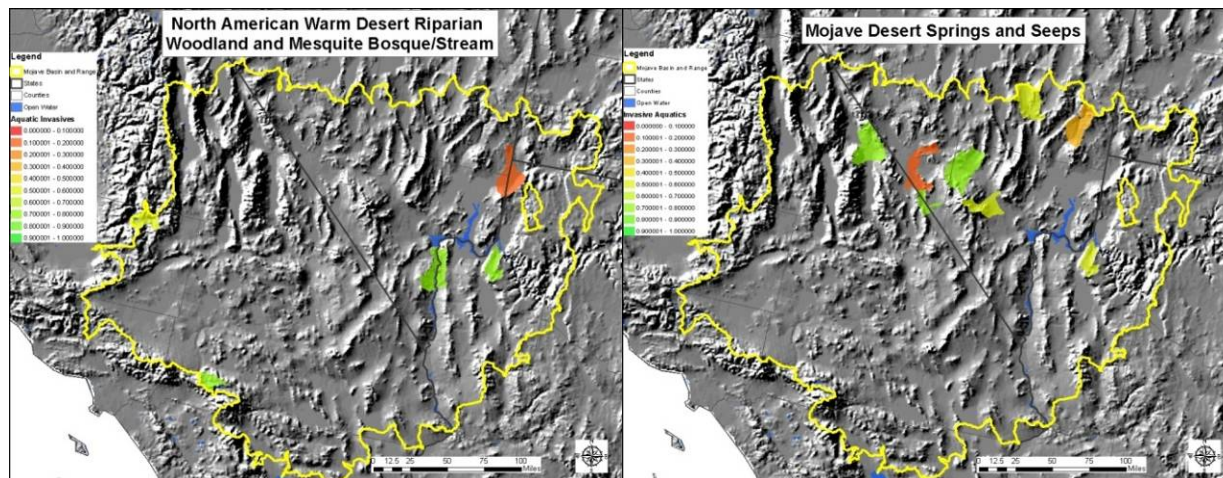 North American Warm Desert Riparian
Woodland and Mesquite Bosque/Stream
Legend
Mojave Basin and Range
States
Counties
Open Water
Aquatic Invasives
0.000000 - 0.100000
0.100001 - 0.200000
0.200001 - 0.300000
0.300001 - 0.400000
0.400001 - 0.500000
0.500001 - 0.600000
0.600001 - 0.700000
0.700001 - 0.800000
0.800001 - 0.900000
0.900001 - 1.000000
0 12.5 25 50 75 100
Miles
Mojave Desert Springs and Seeps
Legend
Mojave Basin and Range
States
Counties
Open Water
Invasive Aquatics
0.000000 - 0.100000
0.100001 - 0.200000
0.200001 - 0.300000
0.300001 - 0.400000
0.400001 - 0.500000
0.500001 - 0.600000
0.600001 - 0.700000
0.700001 - 0.800000
0.800001 - 0.900000
0.900001 - 1.000000
0 12.5 25 50 75 100
Miles